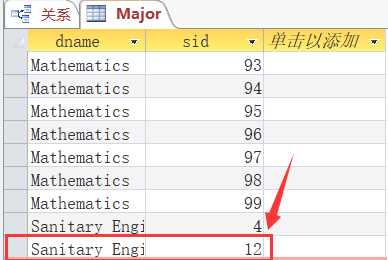 关系 Major
dname sid 单击以添加
Mathematics 93
Mathematics 94
Mathematics 95
Mathematics 96
Mathematics 97
Mathematics 98
Mathematics 99
Sanitary Engi 4
Sanitary Engi 12